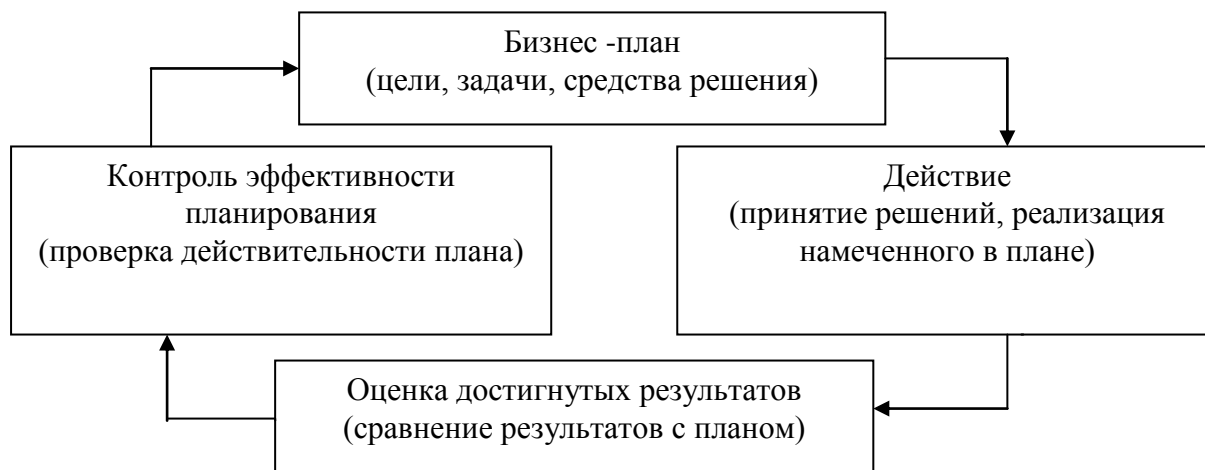 Бизнес -план
(цели, задачи, средства решения)
Контроль эффективности
планирования
(проверка действительности плана)
Действие
(принятие решений, реализация
намеченного в плане)
Оценка достигнутых результатов
(сравнение результатов с планом)